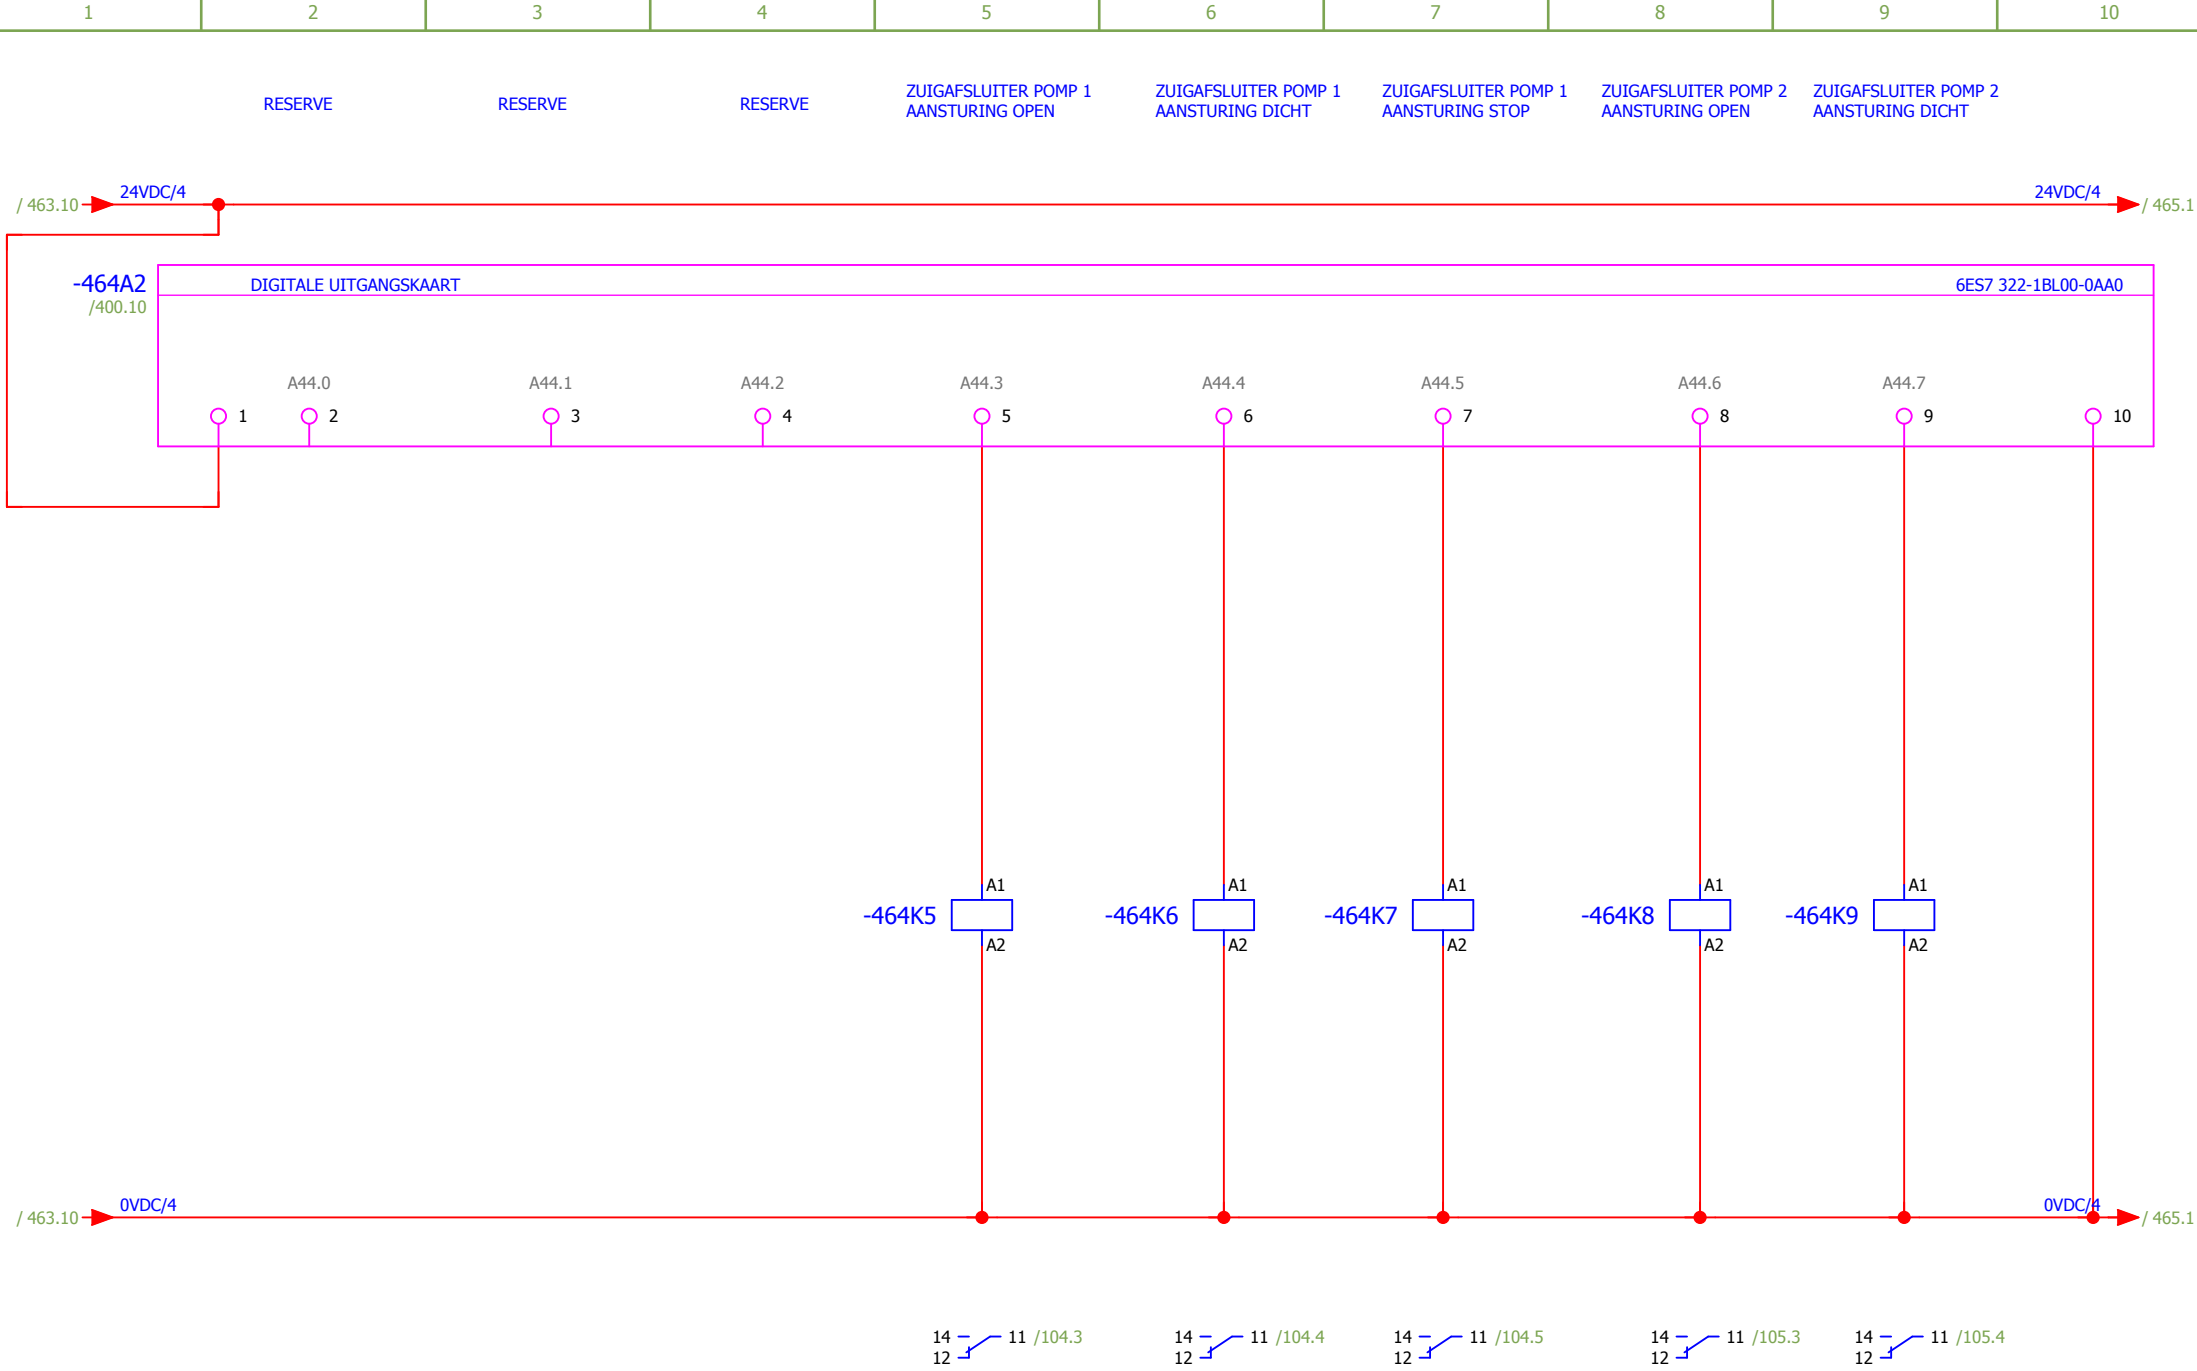 1 2 3 4 5 6 7 8 9 10
RESERVE RESERVE RESERVE
ZUIGAFSLUITER POMP 1
AANSTURING OPEN
ZUIGAFSLUITER POMP 1
AANSTURING DICHT
ZUIGAFSLUITER POMP 1
AANSTURING STOP
ZUIGAFSLUITER POMP 2
AANSTURING OPEN
ZUIGAFSLUITER POMP 2
AANSTURING DICHT
/ 463.10 24VDC/4 24VDC/4 / 465.1
-464A2 DIGITALE UITGANGSKAART 6ES7 322-1BL00-0AA0
/400.10
A44.0 A44.1 A44.2 A44.3 A44.4 A44.5 A44.6 A44.7
1 2 3 4 5 6 7 8 9 10
A1 A1 A1 A1 A1
-464K5 -464K6 -464K7 -464K8 -464K9
A2 A2 A2 A2 A2
/ 463.10 0VDC/4 0VDC/4 / 465.1
14 11 /104.3 14 11 /104.4 14 11 /104.5 14 11 /105.3 14 11 /105.4
12 12 12 12 12